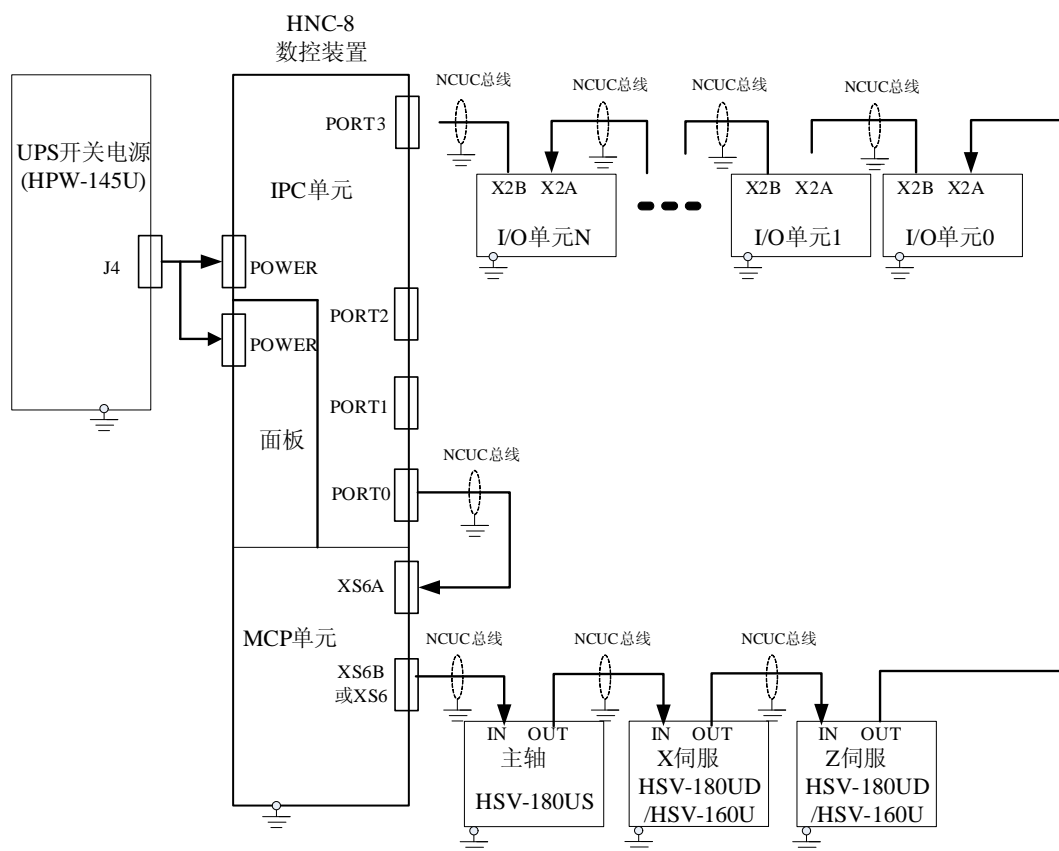 HNC-8
数控装置
NCUC总线
NCUC总线
NCUC总线
NCUC总线
PORT3
UPS开关电源
(HPW-145U)
IPC单元
X2B
X2A
X2B
X2A
X2B
X2A
I/O单元N
I/O单元1
I/O单元0
J4
POWER
PORT2
POWER
PORT1
面板
NCUC总线
PORT0
XS6A
MCP单元
NCUC总线
NCUC总线
NCUC总线
XS6B
或XS6
IN
OUT
IN
OUT
IN
OUT
主轴
HSV-180US
X伺服
HSV-180UD
/HSV-160U
Z伺服
HSV-180UD
/HSV-160U